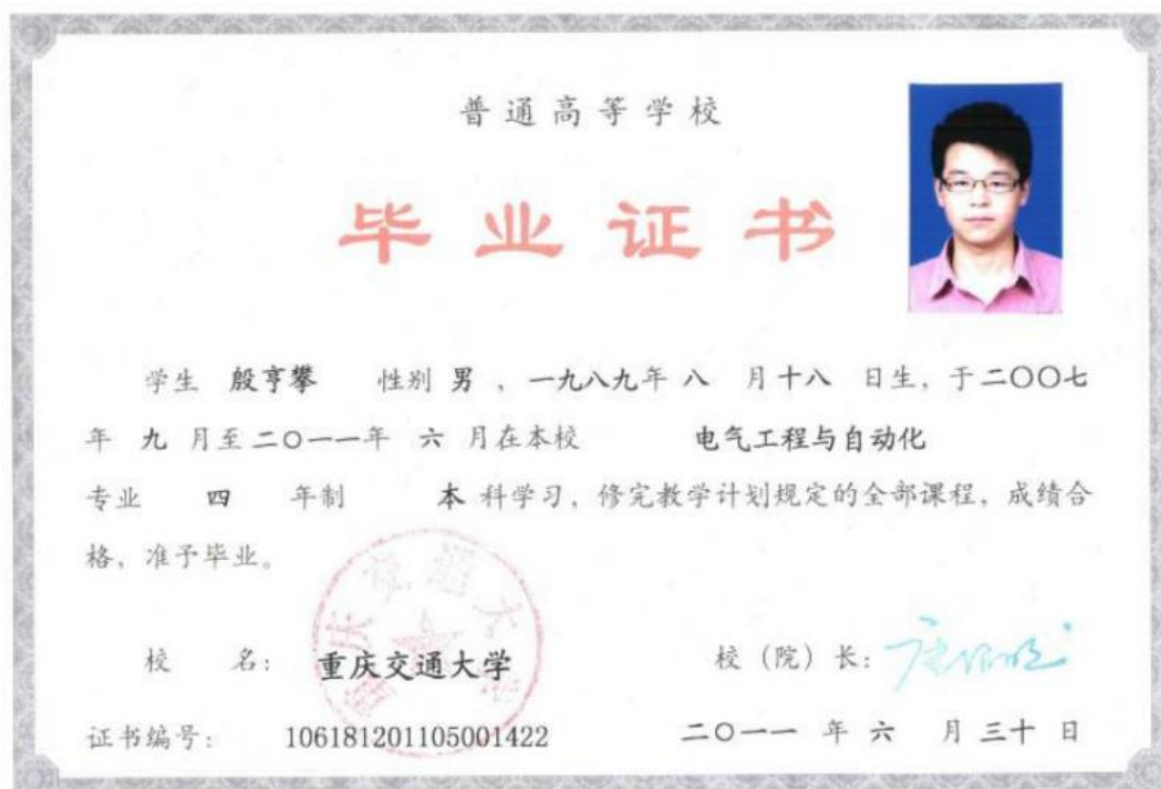 普通高等学校
毕业证书
学生 殷亨攀 性别 男 ，一九八九年 八 月十八 日生，于二〇〇七
年 九 月至二〇一一年 六 月在本校 电气工程与自动化
专业 四 年制 本 科学习，修完教学计划规定的全部课程，成绩合
格，准予毕业。
校 名： 重庆交通大学 校（院）长：
证书编号： 106181201105001422 二〇一一 年 六 月 三十 日